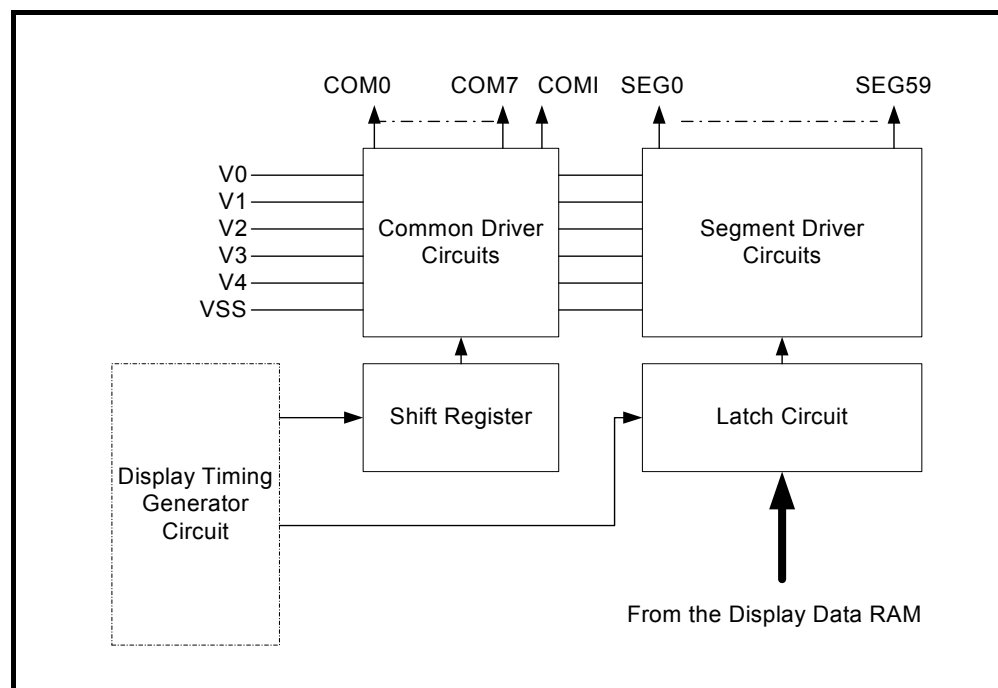 COM0 COM7 COMI SEG0 SEG59
V0
V1
V2
V3
V4
VSS
Common Driver
Circuits
Segment Driver
Circuits
Shift Register
Latch Circuit
Display Timing
Generator
Circuit
From the Display Data RAM